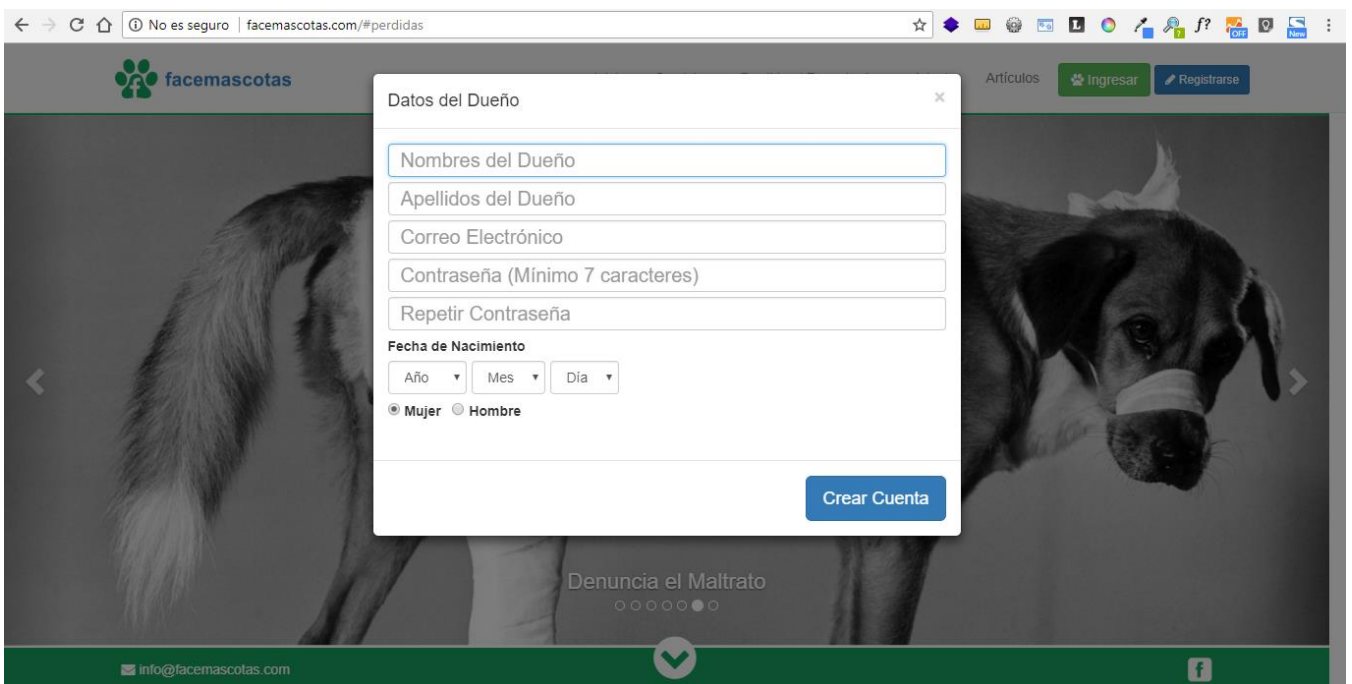 No es seguro | facemascotas.com/#perdidas
facemascotas
Artículos
Ingresar
Registrarse
Datos del Dueño
×
Nombres del Dueño
Apellidos del Dueño
Correo Electrónico
Contraseña (Mínimo 7 caracteres)
Repetir Contraseña
Fecha de Nacimiento
Año Mes Día
Mujer Hombre
Crear Cuenta
Denuncia el Maltrato
info@facemascotas.com